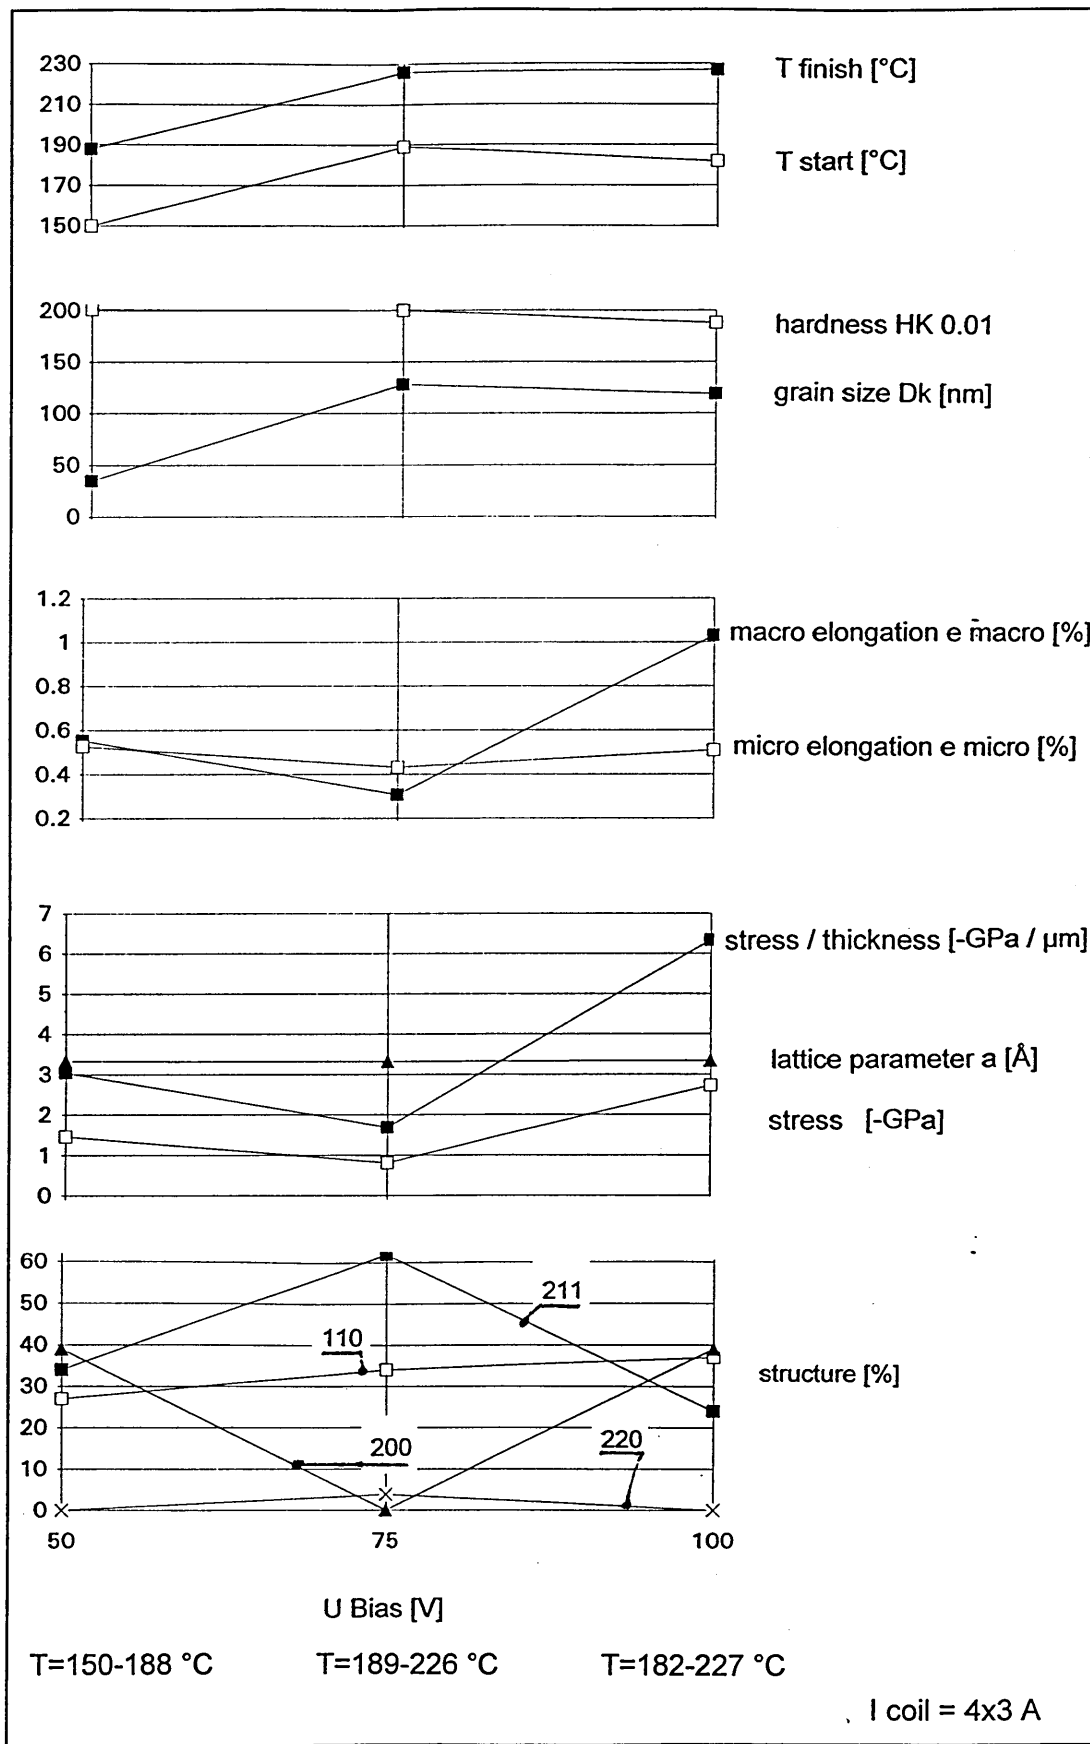 230
T finish [°C]
210
190
T start [°C]
170
150
200
hardness HK 0.01
150
grain size Dk [nm]
100
50
0
1.2
1
macro elongation e macro [%]
0.8
0.6
micro elongation e micro [%]
0.4
0.2
7
stress / thickness [-GPa / µm]
6
5
4
lattice parameter a [Å]
3
2
stress [-GPa]
1
0
60
211
50
110
40
structure [%]
30
20
200
220
10
0
50 75 100
U Bias [V]
T=150-188 °C T=189-226 °C T=182-227 °C
I coil = 4x3 A